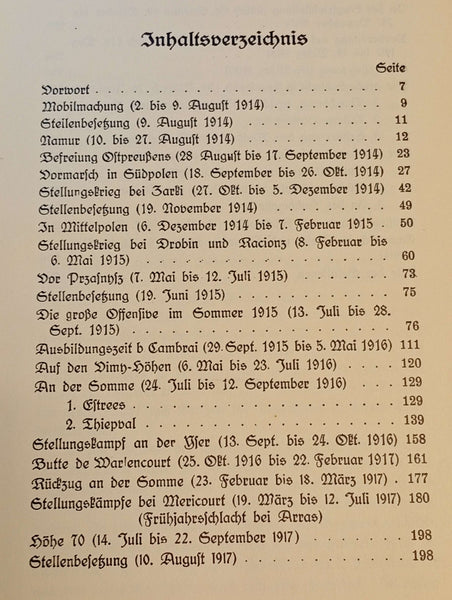 Inhaltsverzeichnis
Seite
Vorwort . . . . . . . . . . . . . . . . . . . 7
Mobilmachung (2. bis 9. August 1914) . . . . . . . . 9
Stellenbesetzung (9. August 1914) . . . . . . . . . 11
Namur (10. bis 27. August 1914) . . . . . . . . . . 12
Befreiung Ostpreußens (28 August bis 17. September 1914) 23
Vormarsch in Südpolen (18. September bis 26. Okt. 1914) 27
Stellungskrieg bei Zarki (27. Okt. bis 5. Dezember 1914) 42
Stellenbesetzung (19. November 1914) . . . . . . . . 49
In Mittelpolen (6. Dezember 1914 bis 7. Februar 1915 . 50
Stellungskrieg bei Drobin und Racionz (8. Februar bis
6. Mai 1915) . . . . . . . . . . . . . . . . 60
Vor Przasnysz (7. Mai bis 12. Juli 1915) . . . . . . . 73
Stellenbesetzung (19. Juni 1915) . . . . . . . . . . 75
Die große Offensive im Sommer 1915 (13. Juli bis 28.
Sept. 1915) . . . . . . . . . . . . . . . . 76
Ausbildungszeit b Cambrai (29. Sept. 1915 bis 5. Mai 1916) 111
Auf den Vimy-Höhen (6. Mai bis 23. Juli 1916) . . . . 120
An der Somme (24. Juli bis 12. September 1916) . . . 129
1. Estrees . . . . . . . . . . . . . . . . 129
2. Thiepval . . . . . . . . . . . . . . . . 139
Stellungskampf an der Yser (13. Sept. bis 24. Okt. 1916) 158
Butte de Warlencourt (25. Okt. 1916 bis 22. Februar 1917) 161
Rückzug an der Somme (23. Februar bis 18. März 1917) . 177
Stellungskämpfe bei Mericourt (19. März bis 12. Juli 1917) 180
(Frühjahrsschlacht bei Arras)
Höhe 70 (14. Juli bis 22. September 1917) . . . . . . 198
Stellenbesetzung (10. August 1917) . . . . . . . . . 198